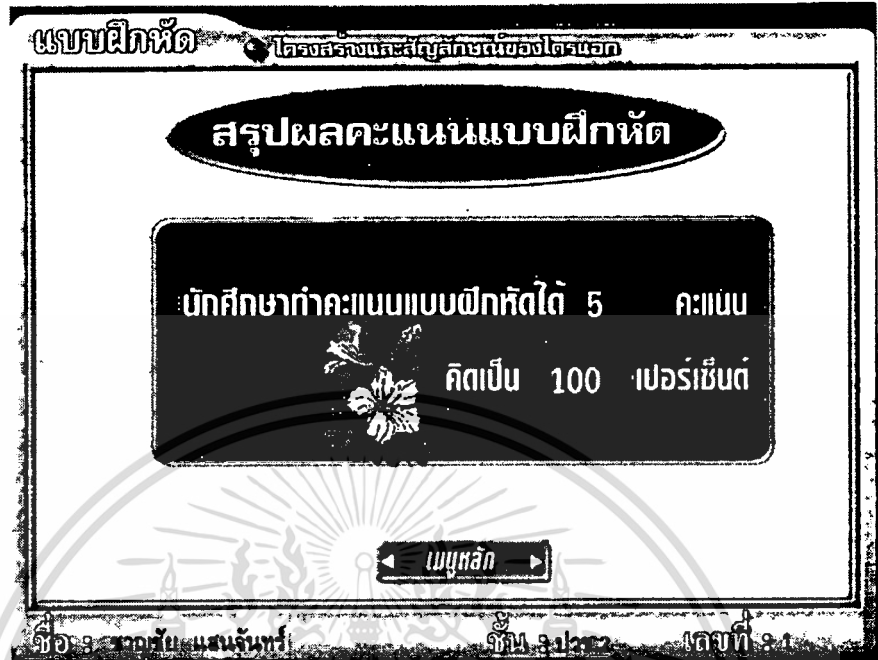 แบบฝึกหัด
โครงสร้างและสัญลักษณ์ของไดรแอก
สรุปผลคะแนนแบบฝึกหัด
นักศึกษาทำคะแนนแบบฝึกหัดได้ 5 คะแนน
คิดเป็น 100 เปอร์เซ็นต์
เมนูหลัก
ชื่อ : ชาญชัย แสนจันทร์ ชั้น : ปวช2 เลขที่ : 1